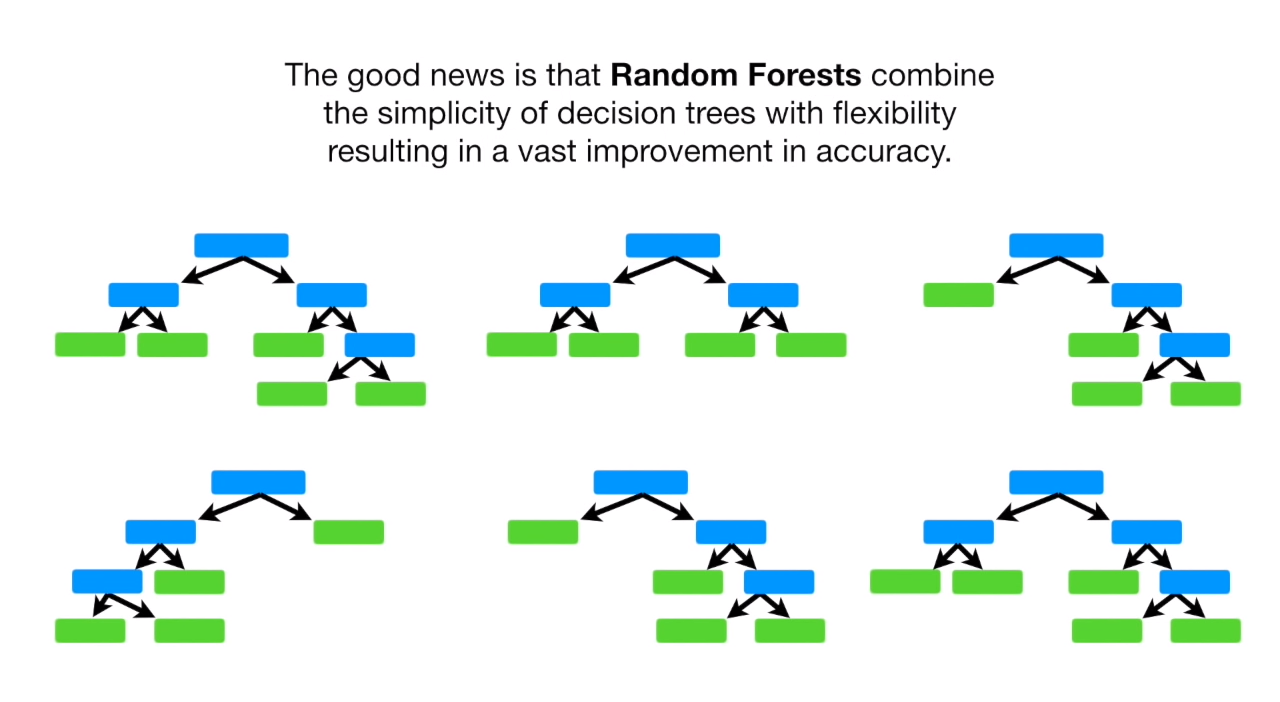 The good news is that Random Forests combine
the simplicity of decision trees with flexibility
resulting in a vast improvement in accuracy.